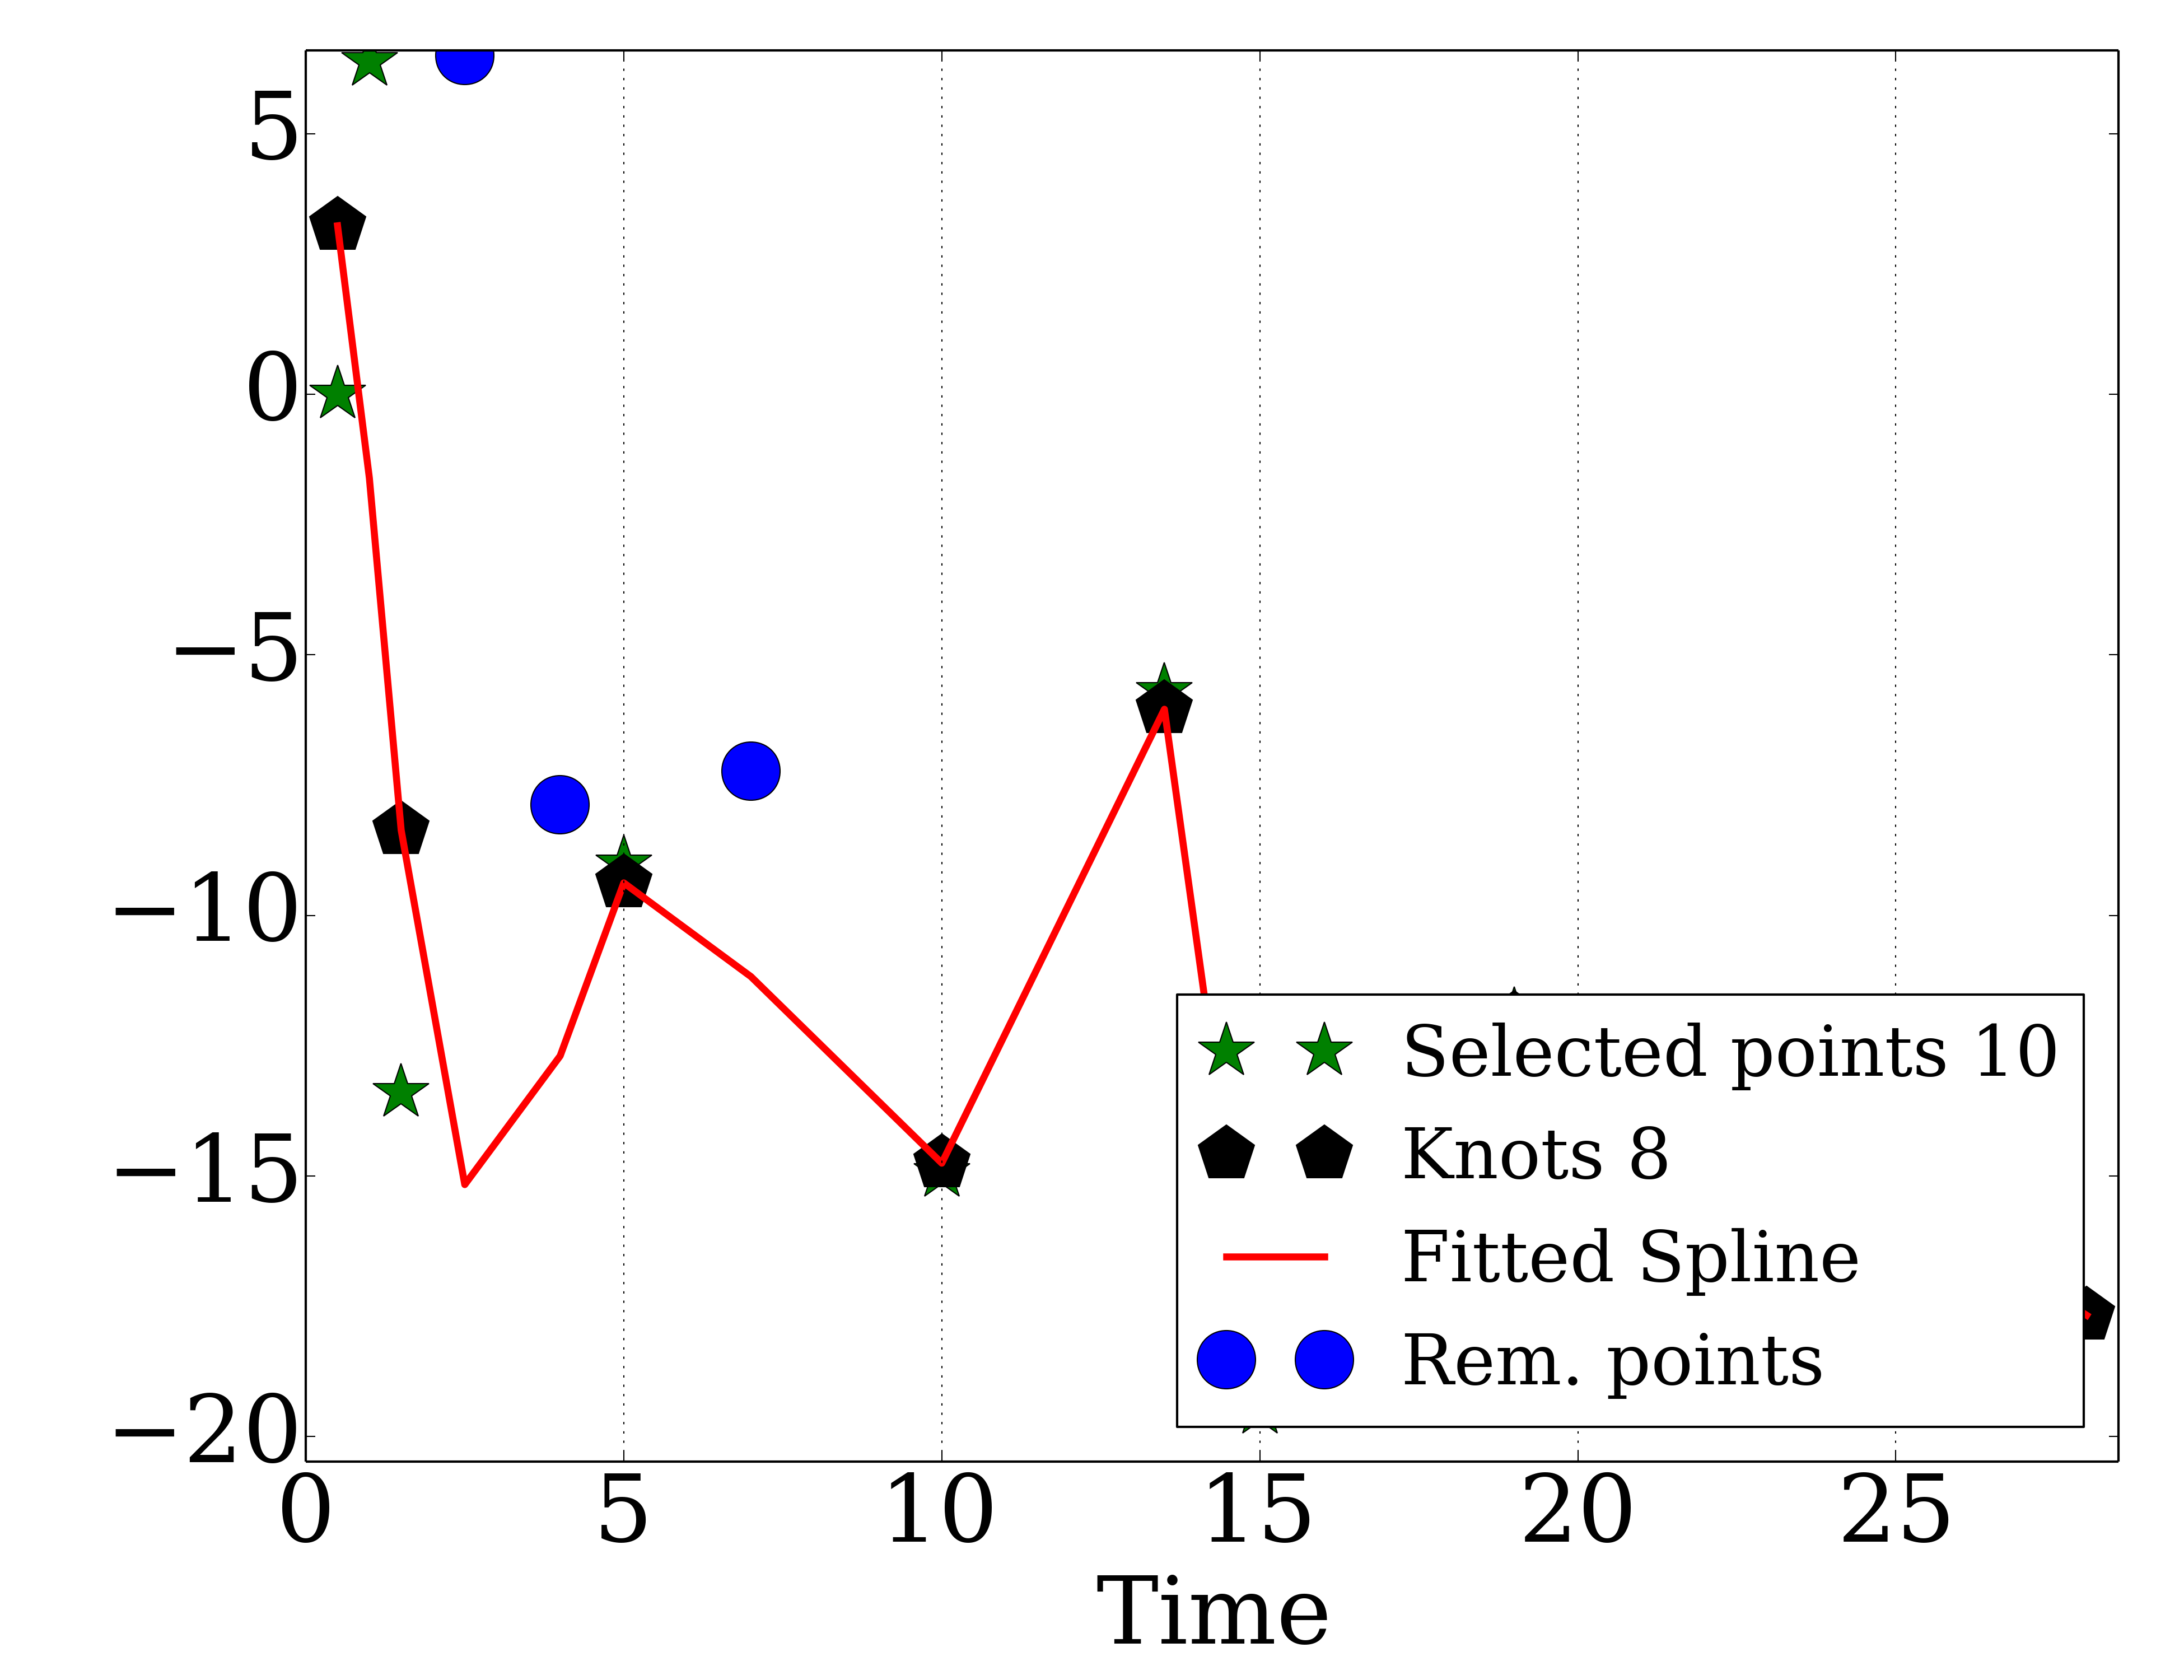 5
0
−5
−10
−15
−20
0 5 10 15 20 25
Time
Selected points 10
Knots 8
Fitted Spline
Rem. points